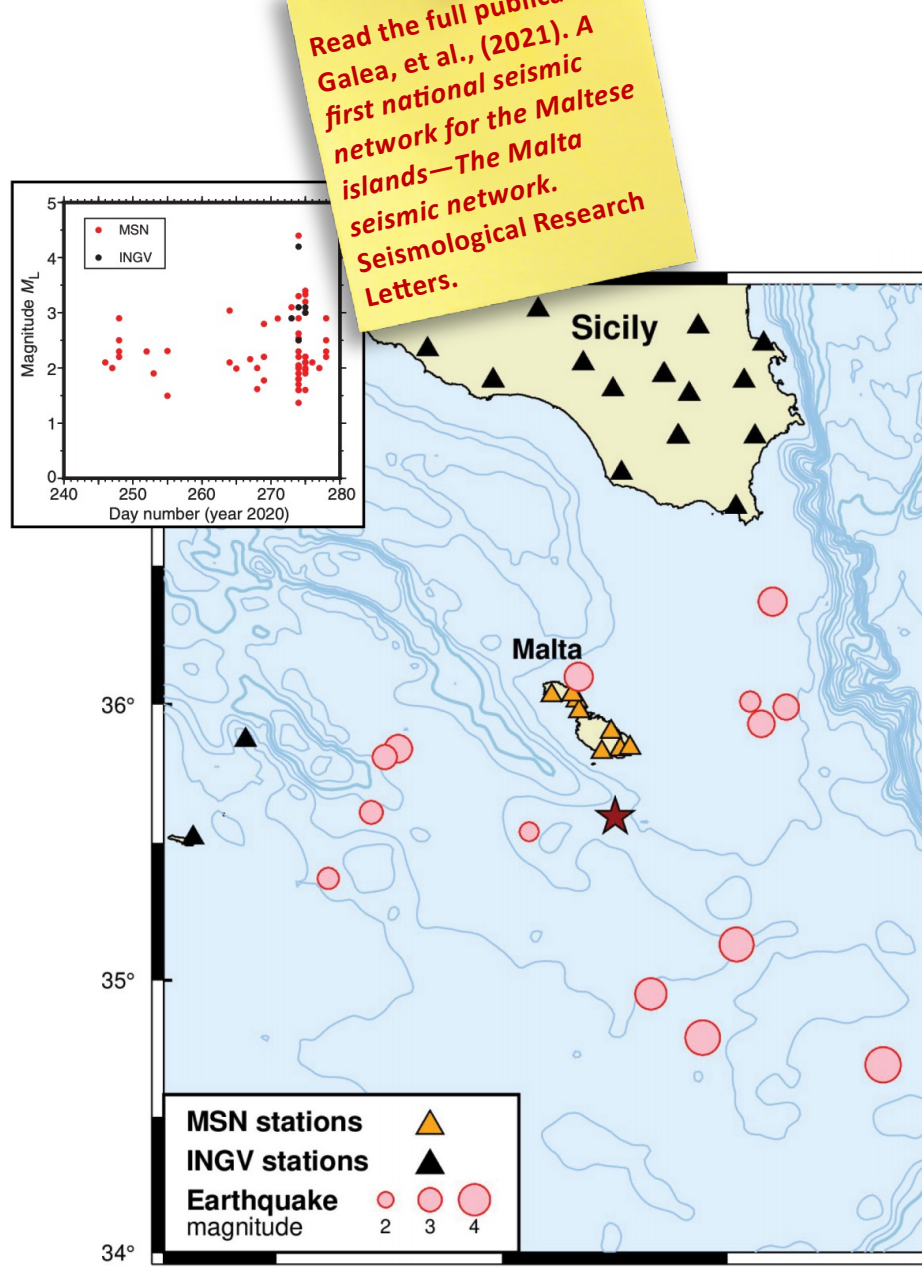 Read the full
Galea, et al., (2021). A
first national seismic
network for the Maltese
islands—The Malta
seismic network.
Seismological Research
Letters.
5
4
3
2
1
0
Magnitude ML
MSN
INGV
240 250 260 270 280
Day number (year 2020)
Sicily
Malta
36°
35°
34°
MSN stations
INGV stations
Earthquake
magnitude 2 3 4